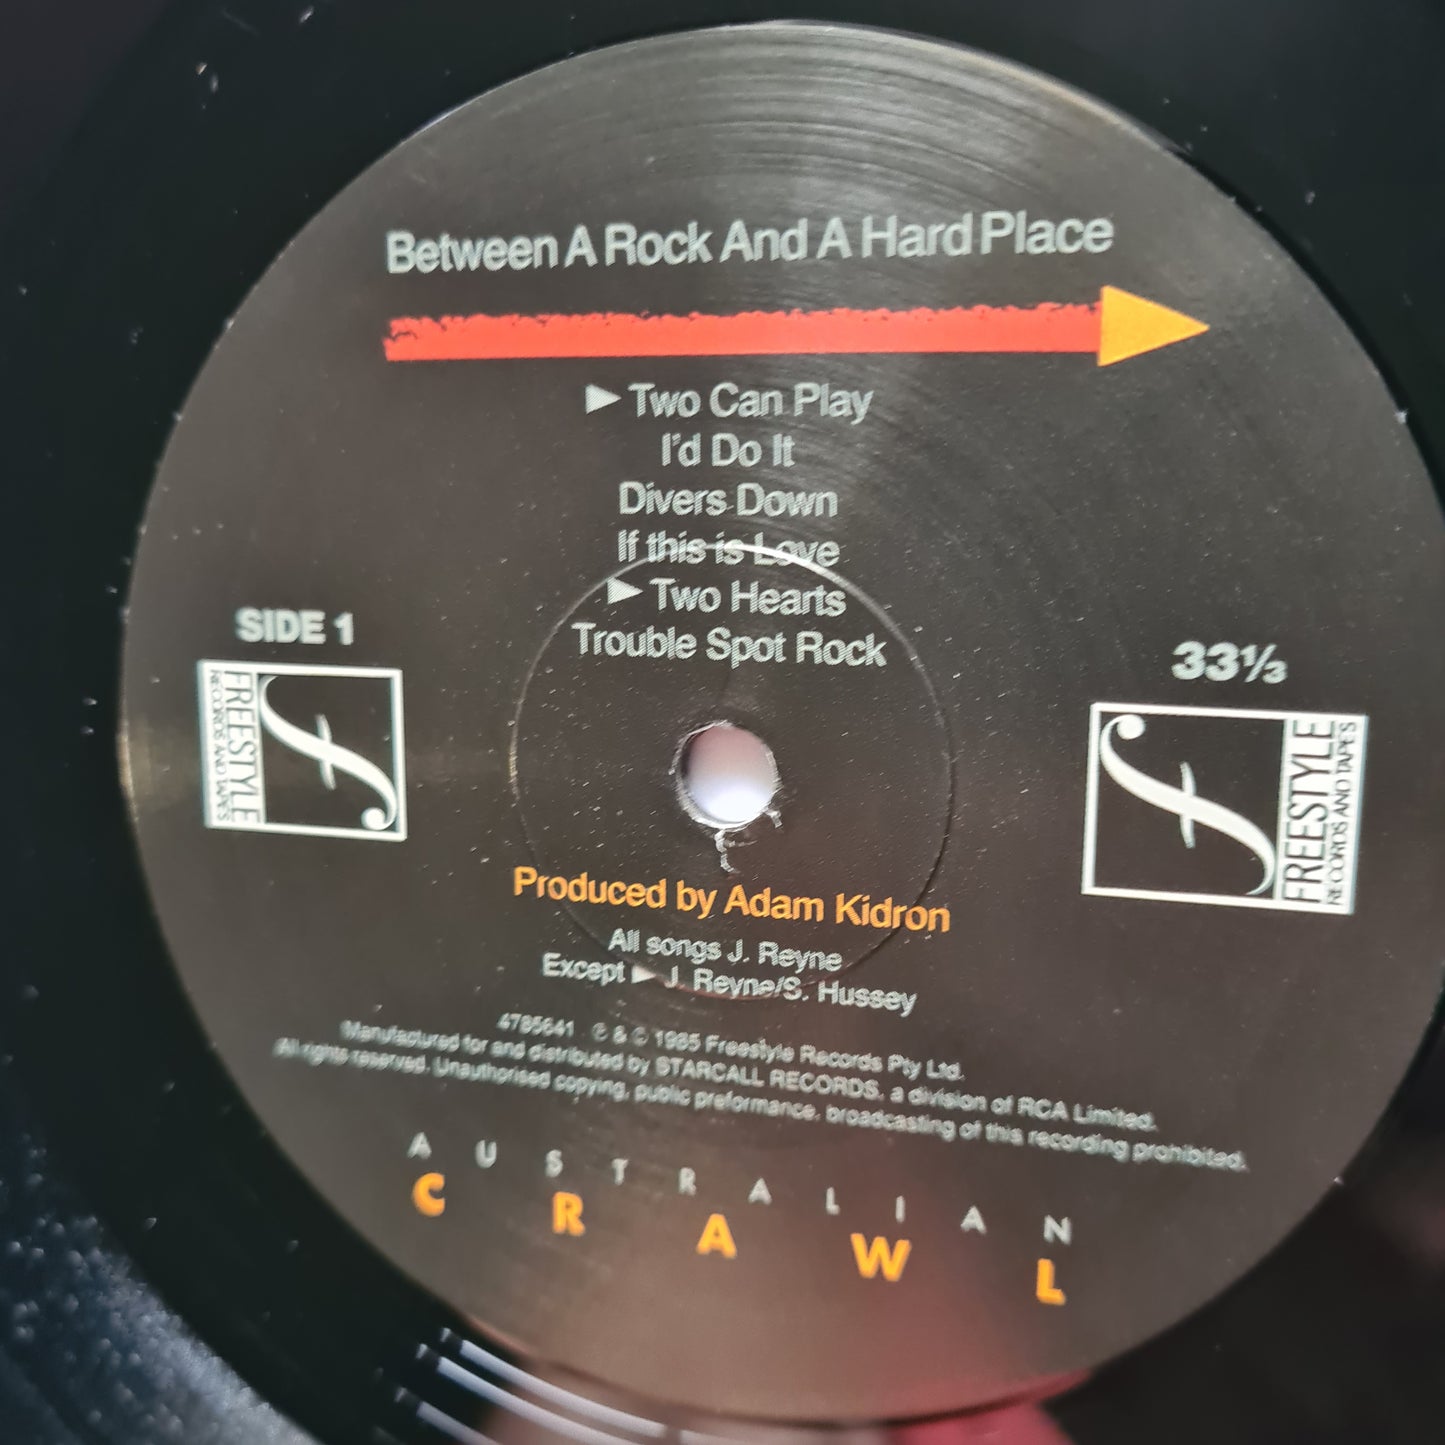 Between A Rock And A Hard Place
▶ Two Can Play
I'd Do It
Divers Down
If this is Love
▶ Two Hearts
Trouble Spot Rock
SIDE 1
33⅓
f
FREESTYLE
RECORDS AND TAPES
f
FREESTYLE
RECORDS AND TAPES
Produced by Adam Kidron
All songs J. Reyne
Except ▶ J. Reyne/S. Hussey
4785641 ℗ & © 1985 Freestyle Records Pty Ltd.
Manufactured for and distributed by STARCALL RECORDS, a division of RCA Limited.
All rights reserved. Unauthorised copying, public preformance, broadcasting of this recording prohibited.
AUSTRALIAN
CRAWL